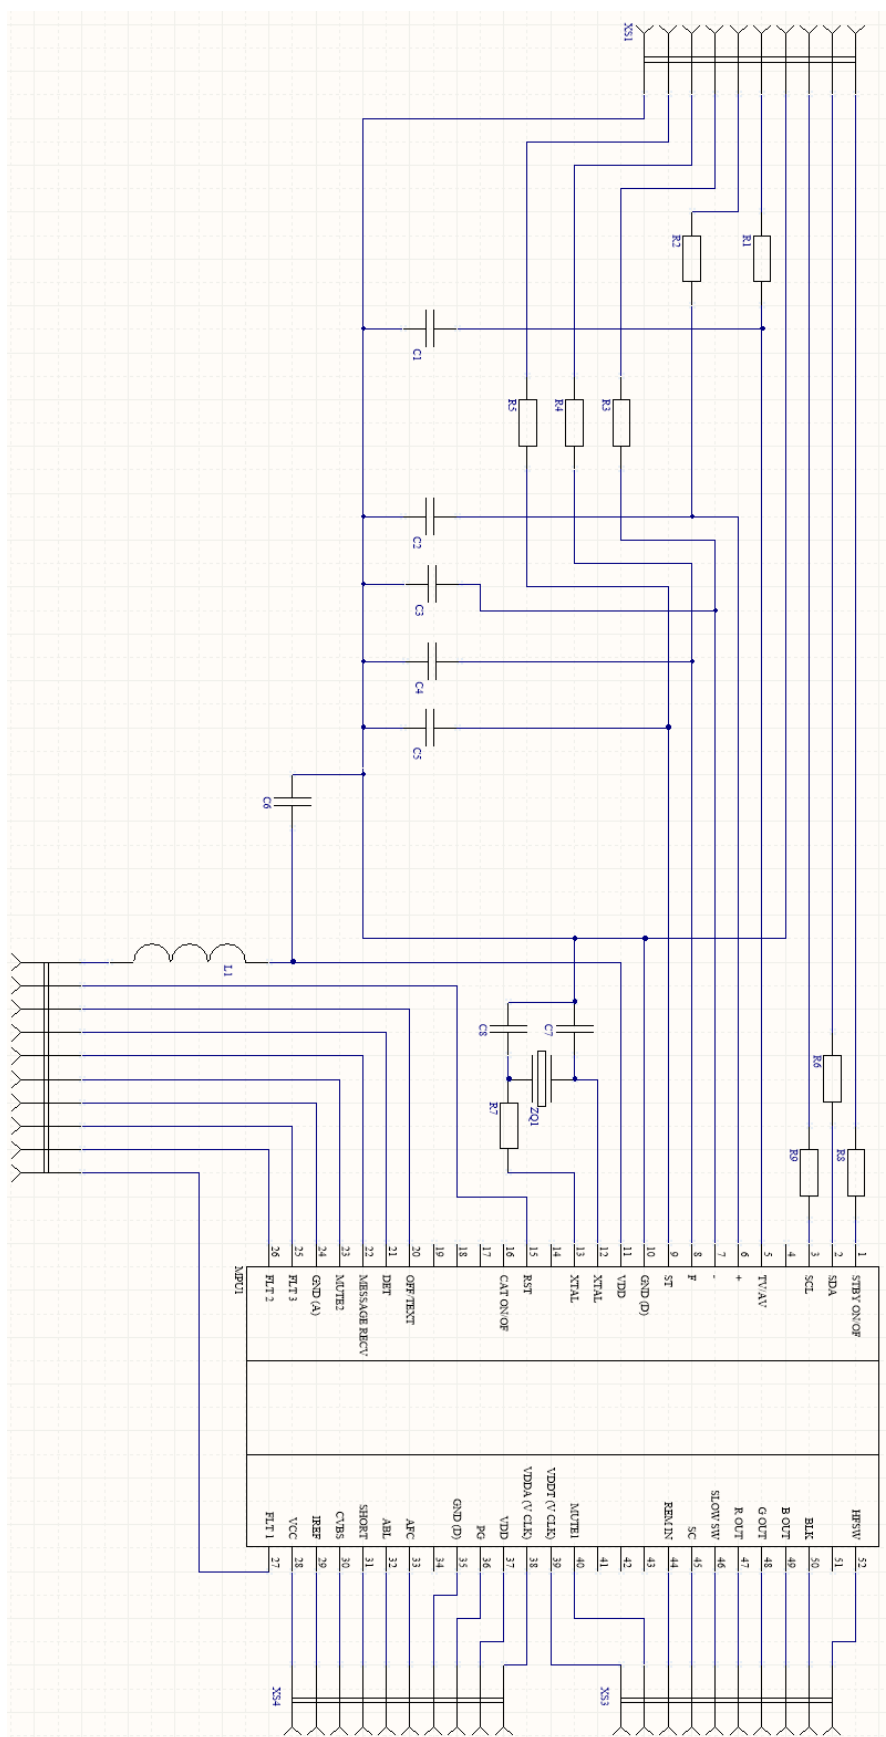 XS1
R2
R1
C1
R5
R4
R3
C2
C3
C4
C5
C6
L1
C8
C7
R6
ZQ1
R7
R9
R8
26
25
24
23
22
21
20
19
18
17
16
15
14
13
12
11
10
9
8
7
6
5
4
3
2
1
MPU1
FLT 2
FLT 3
GND (A)
MUTE2
MESSAGE RECV
DET
OFF/TEXT
CAT ON/OF
RST
XTAL
XTAL
VDD
GND (D)
ST
F
-
+
TV/AV
SCL
SDA
STBY ON/OF
FLT 1
VCC
IREF
CVBS
SHORT
ABL
AFC
GND (D)
PG
VDD
VDDA (V CLK)
VDDT (V CLK)
MUTE1
REM IN
SC
SLOW SW
R OUT
G OUT
B OUT
BLK
HFSW
27
28
29
30
31
32
33
34
35
36
37
38
39
40
41
42
43
44
45
46
47
48
49
50
51
52
XS4
XS3